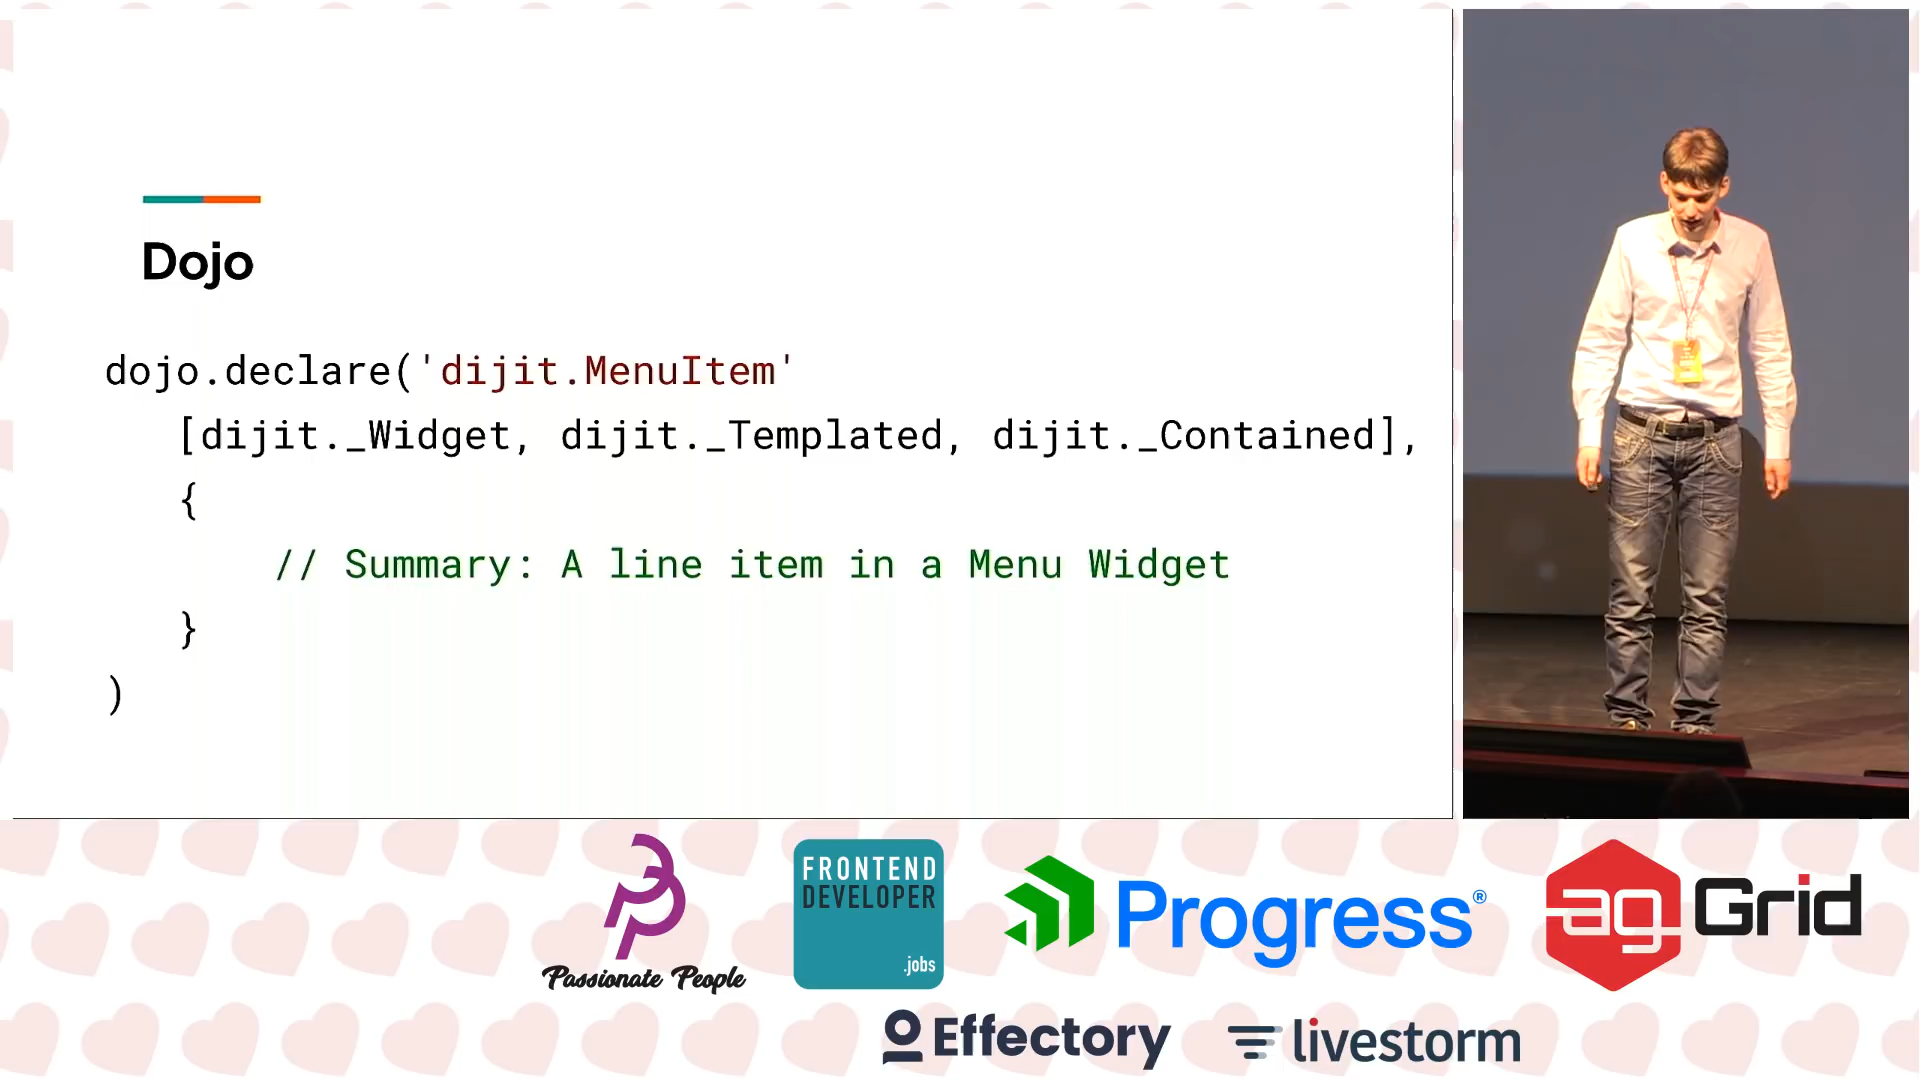 Dojo
dojo.declare('dijit.MenuItem'
[dijit._Widget, dijit._Templated, dijit._Contained],
{
// Summary: A line item in a Menu Widget
}
)
Passionate People
FRONTEND
DEVELOPER
.jobs
Progress®
ag Grid
Effectory
livestorm